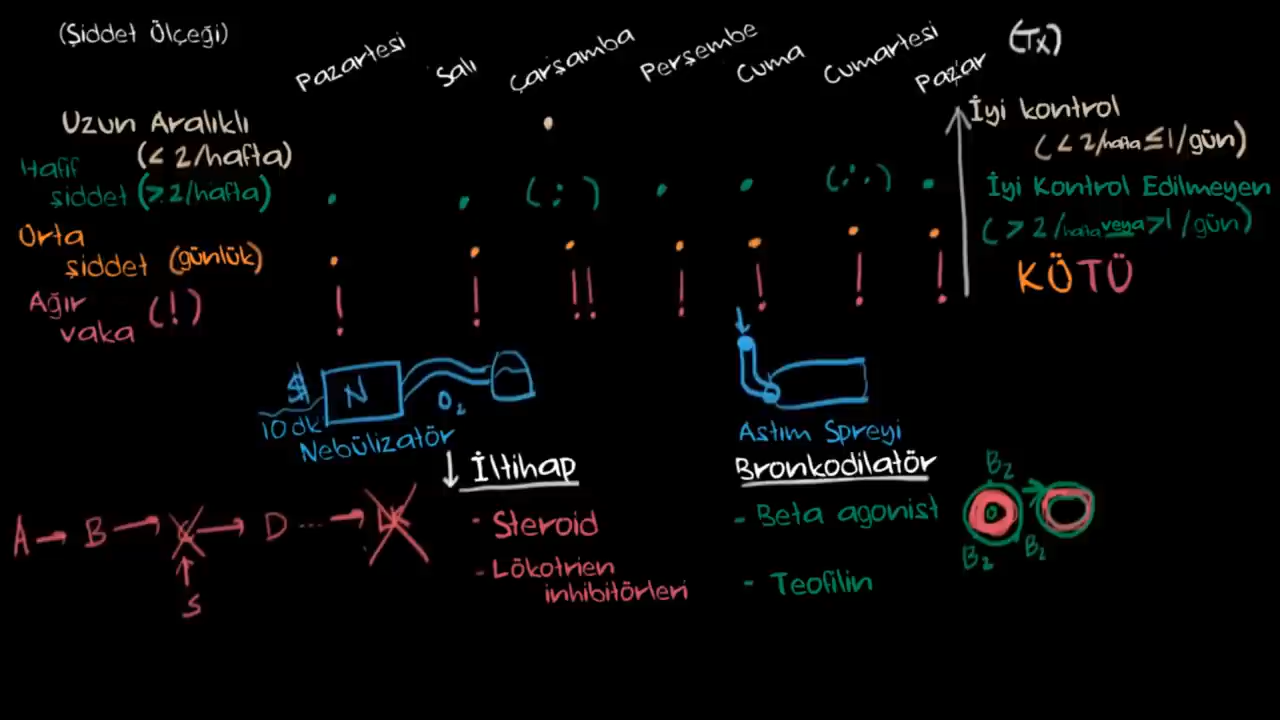 (Şiddet Ölçeği)
Pazartesi Salı Çarşamba Perşembe Cuma Cumartesi Pazar
(Tx)
Uzun Aralıklı
(< 2/hafta)
Hafif
şiddet (>2/hafta)
Orta
şiddet (günlük)
Ağır
vaka (!)
İyi kontrol
(< 2/hafta ≤1/gün)
İyi Kontrol Edilmeyen
(>2/hafta veya >1/gün)
KÖTÜ
! ! !! ! ! ! !
$ N O2
10 dk
Nebülizatör
Astım Spreyi
↓ İltihap
- Steroid
- Lökotrien
inhibitörleri
Bronkodilatör
- Beta agonist
- Teofilin
B2
B2 B2
A → B → C → D ... →
S